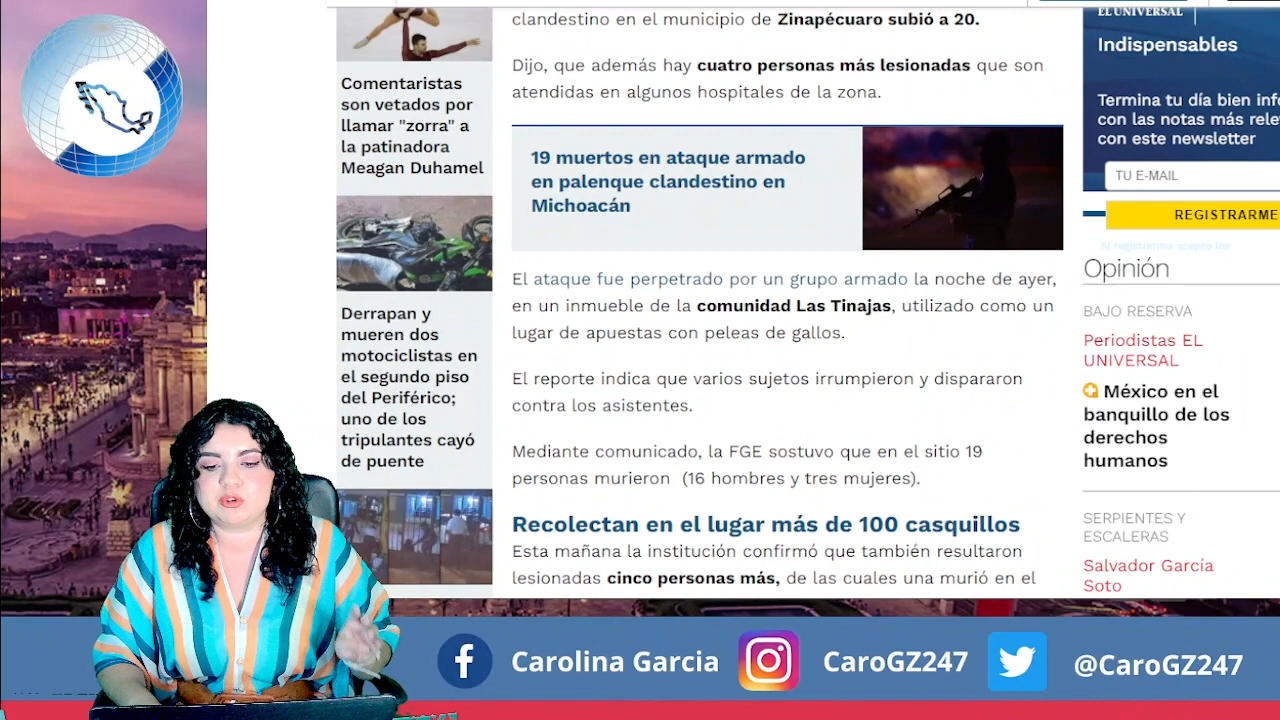 Comentaristas
son vetados por
llamar "zorra" a
la patinadora
Meagan Duhamel
Derrapan y
mueren dos
motociclistas en
el segundo piso
del Periférico;
uno de los
tripulantes cayó
de puente
clandestino en el municipio de Zinapécuaro subió a 20.
Dijo, que además hay cuatro personas más lesionadas que son
atendidas en algunos hospitales de la zona.
19 muertos en ataque armado
en palenque clandestino en
Michoacán
El ataque fue perpetrado por un grupo armado la noche de ayer,
en un inmueble de la comunidad Las Tinajas, utilizado como un
lugar de apuestas con peleas de gallos.
El reporte indica que varios sujetos irrumpieron y dispararon
contra los asistentes.
Mediante comunicado, la FGE sostuvo que en el sitio 19
personas murieron (16 hombres y tres mujeres).
Recolectan en el lugar más de 100 casquillos
Esta mañana la institución confirmó que también resultaron
lesionadas cinco personas más, de las cuales una murió en el
EL UNIVERSAL
Indispensables
Termina tu día bien info
con las notas más rele
con este newsletter
TU E-MAIL
REGISTRARME
Al registrarme acepto los
Opinión
BAJO RESERVA
Periodistas EL
UNIVERSAL
México en el
banquillo de los
derechos
humanos
SERPIENTES Y
ESCALERAS
Salvador García
Soto
Carolina Garcia
CaroGZ247
@CaroGZ247